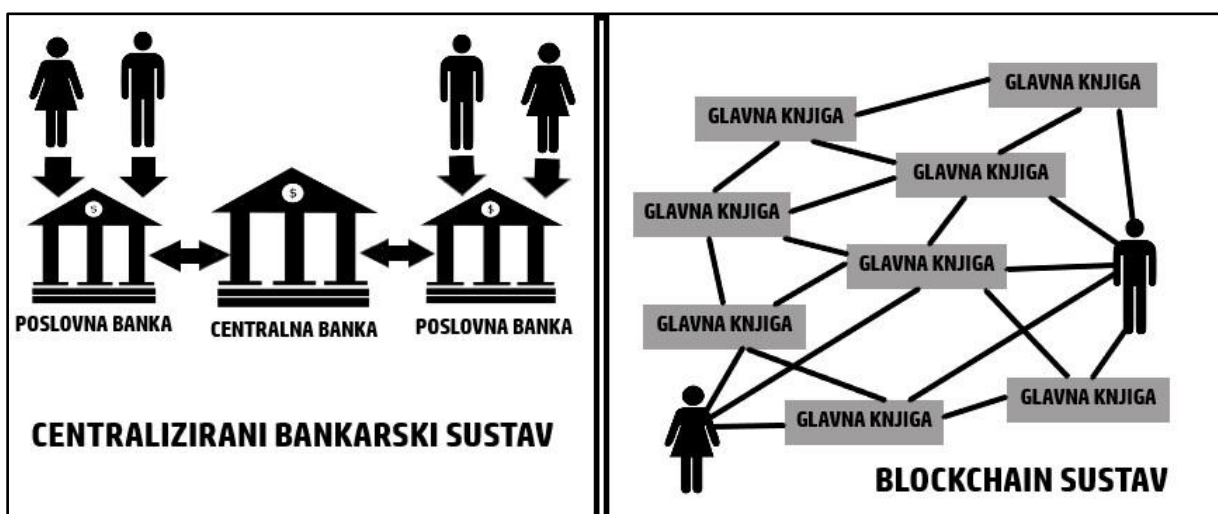 $
$
$
POSLOVNA BANKA
CENTRALNA BANKA
POSLOVNA BANKA
CENTRALIZIRANI BANKARSKI SUSTAV
GLAVNA KNJIGA
GLAVNA KNJIGA
GLAVNA KNJIGA
GLAVNA KNJIGA
GLAVNA KNJIGA
GLAVNA KNJIGA
GLAVNA KNJIGA
GLAVNA KNJIGA
BLOCKCHAIN SUSTAV